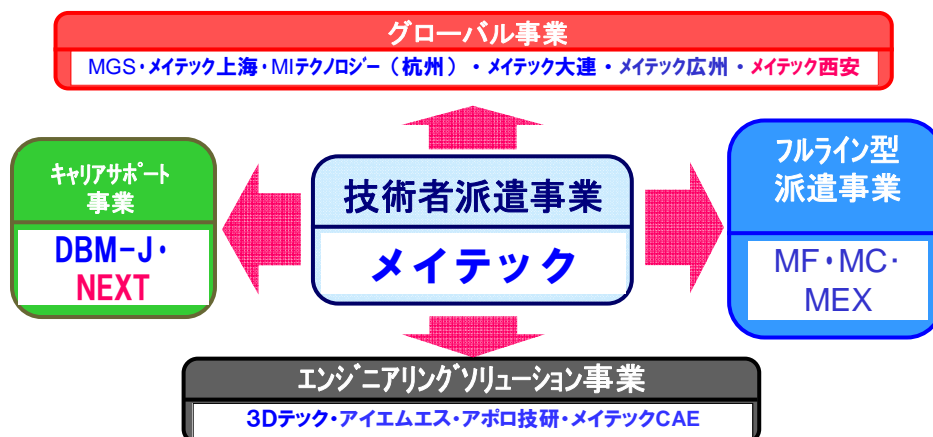 グローバル事業
MGS・メイテック上海・MIテクノロジー（杭州）・メイテック大連・メイテック広州・メイテック西安
キャリアサポート
事業
DBM-J・
NEXT
技術者派遣事業
メイテック
フルライン型
派遣事業
MF・MC・
MEX
エンジニアリングソリューション事業
3Dテック・アイエムエス・アポロ技研・メイテックCAE